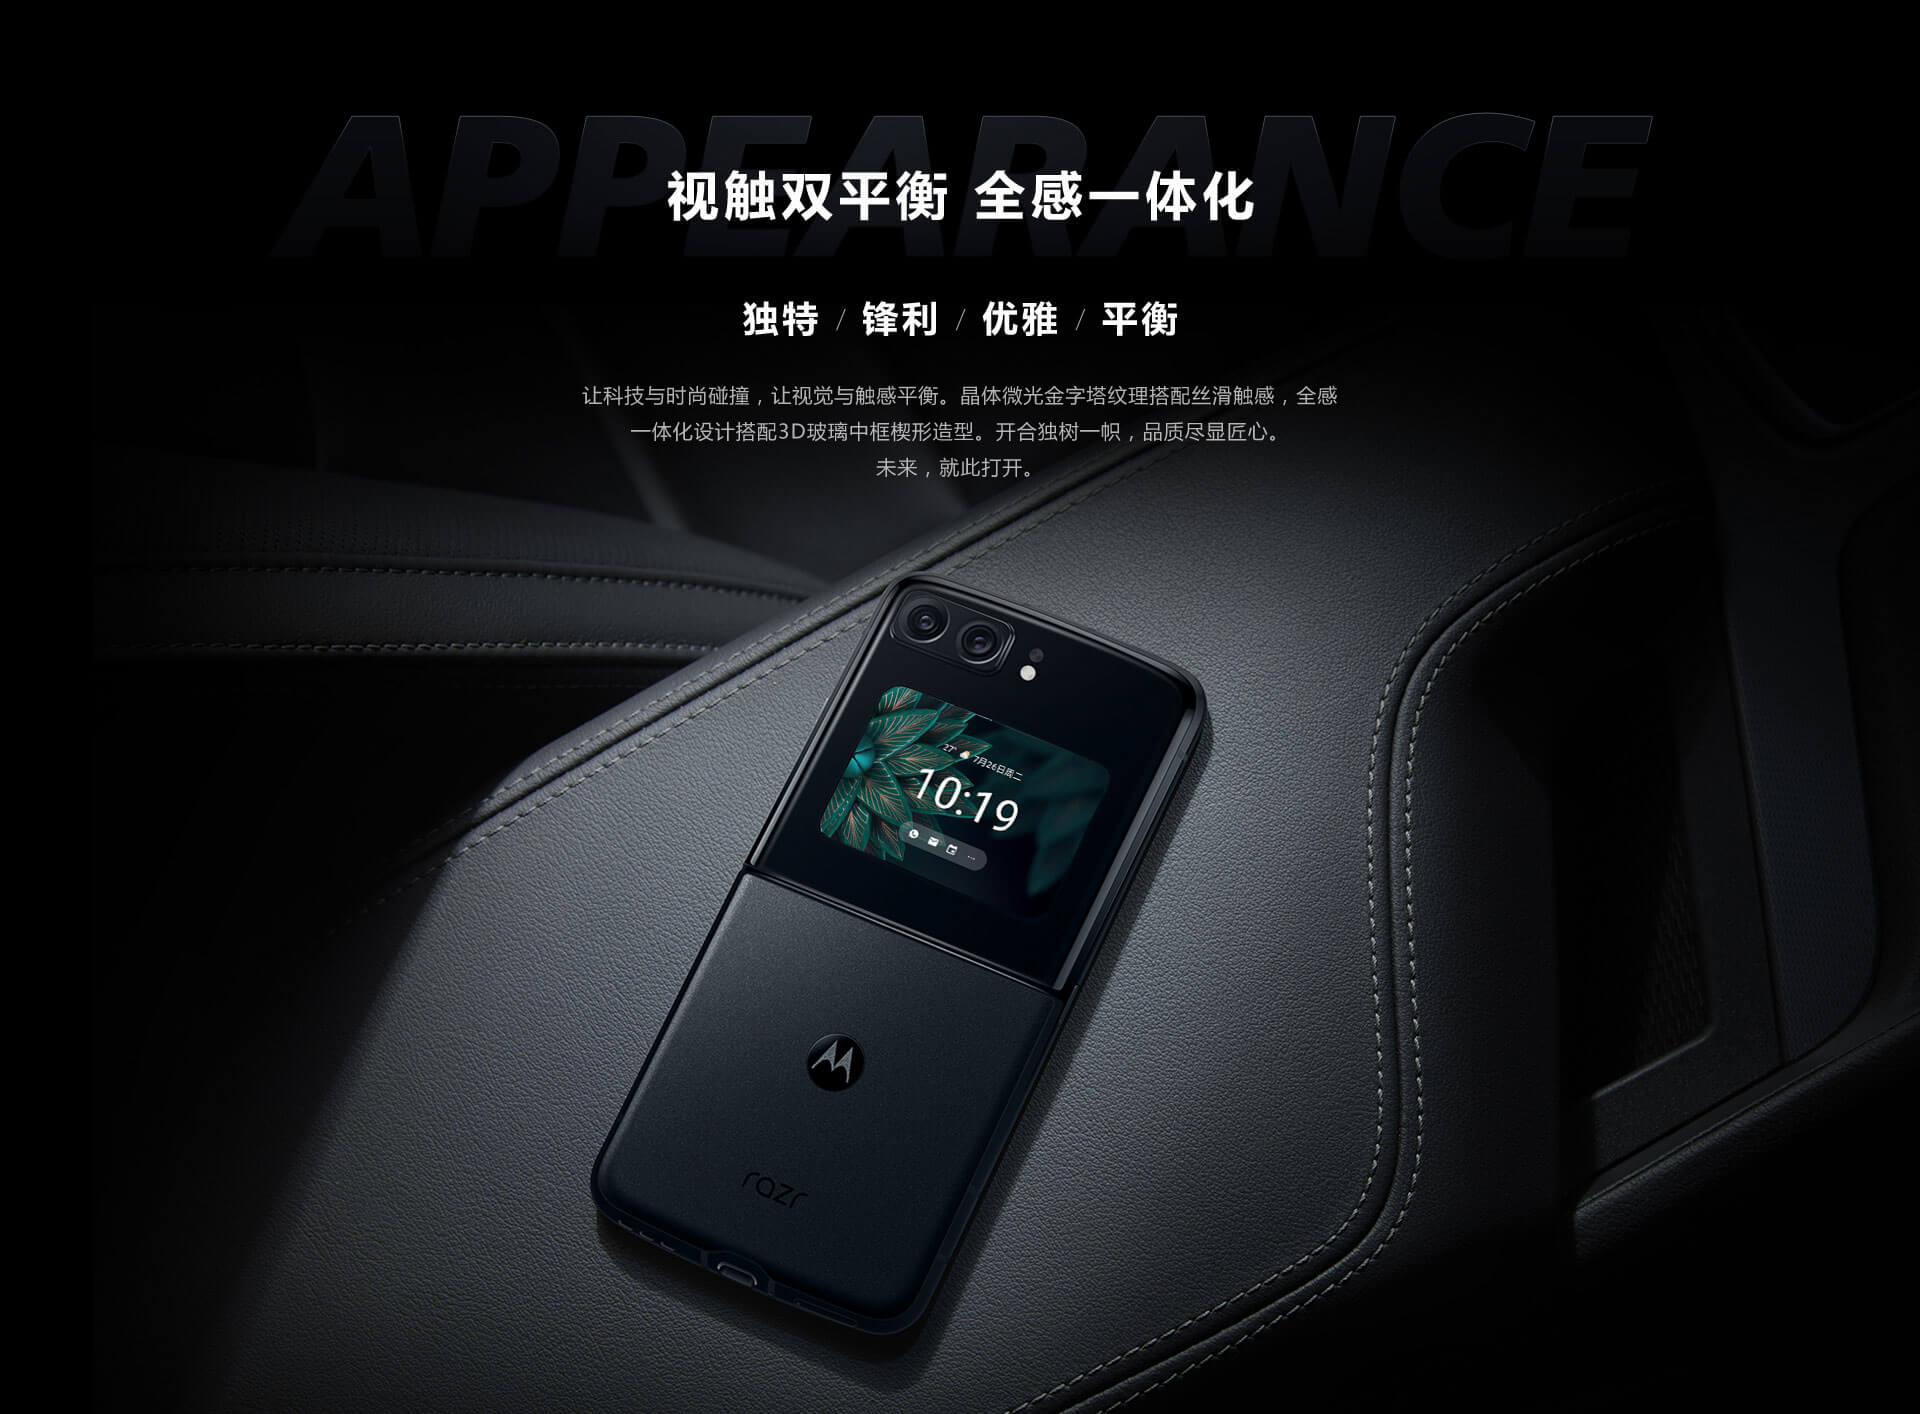 APPEARANCE
视触双平衡 全感一体化
独特 / 锋利 / 优雅 / 平衡
让科技与时尚碰撞，让视觉与触感平衡。晶体微光金字塔纹理搭配丝滑触感，全感
一体化设计搭配3D玻璃中框楔形造型。开合独树一帜，品质尽显匠心。
未来，就此打开。
27° 7月26日周二
10:19
razr